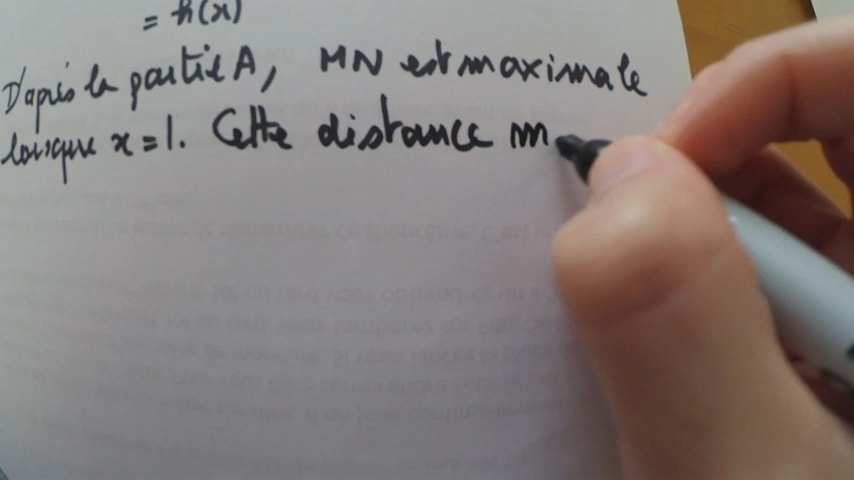 = h(x)
D'après la partie A, MN est maximale
lorsque x = 1. Cette distance m